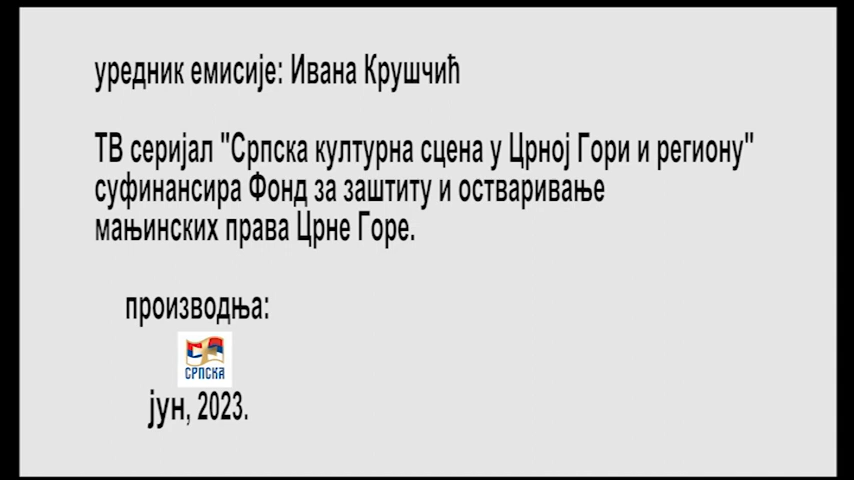 уредник емисије: Ивана Крушчић
ТВ серијал "Српска културна сцена у Црној Гори и региону"
суфинансира Фонд за заштиту и остваривање
мањинских права Црне Горе.
производња:
СРПСКА
јун, 2023.